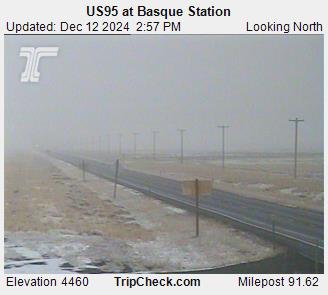 US95 at Basque Station
Updated: Dec 12 2024 2:57 PM Looking North
Elevation 4460 TripCheck.com Milepost 91.62